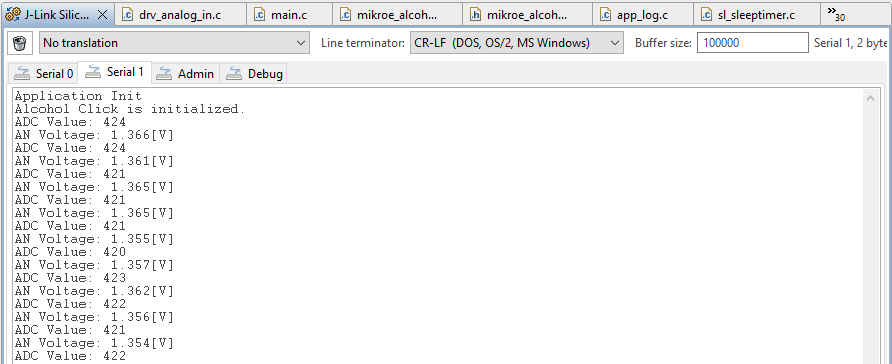 J-Link Silic... drv_analog_in.c main.c mikroe_alcoh... mikroe_alcoh... app_log.c sl_sleeptimer.c »30
No translation Line terminator: CR-LF (DOS, OS/2, MS Windows) Buffer size: 100000 Serial 1, 2 byte
Serial 0 Serial 1 Admin Debug
Application Init
Alcohol Click is initialized.
ADC Value: 424
AN Voltage: 1.366[V]
ADC Value: 424
AN Voltage: 1.361[V]
ADC Value: 421
AN Voltage: 1.365[V]
ADC Value: 421
AN Voltage: 1.365[V]
ADC Value: 421
AN Voltage: 1.355[V]
ADC Value: 420
AN Voltage: 1.357[V]
ADC Value: 423
AN Voltage: 1.362[V]
ADC Value: 422
AN Voltage: 1.356[V]
ADC Value: 421
AN Voltage: 1.354[V]
ADC Value: 422